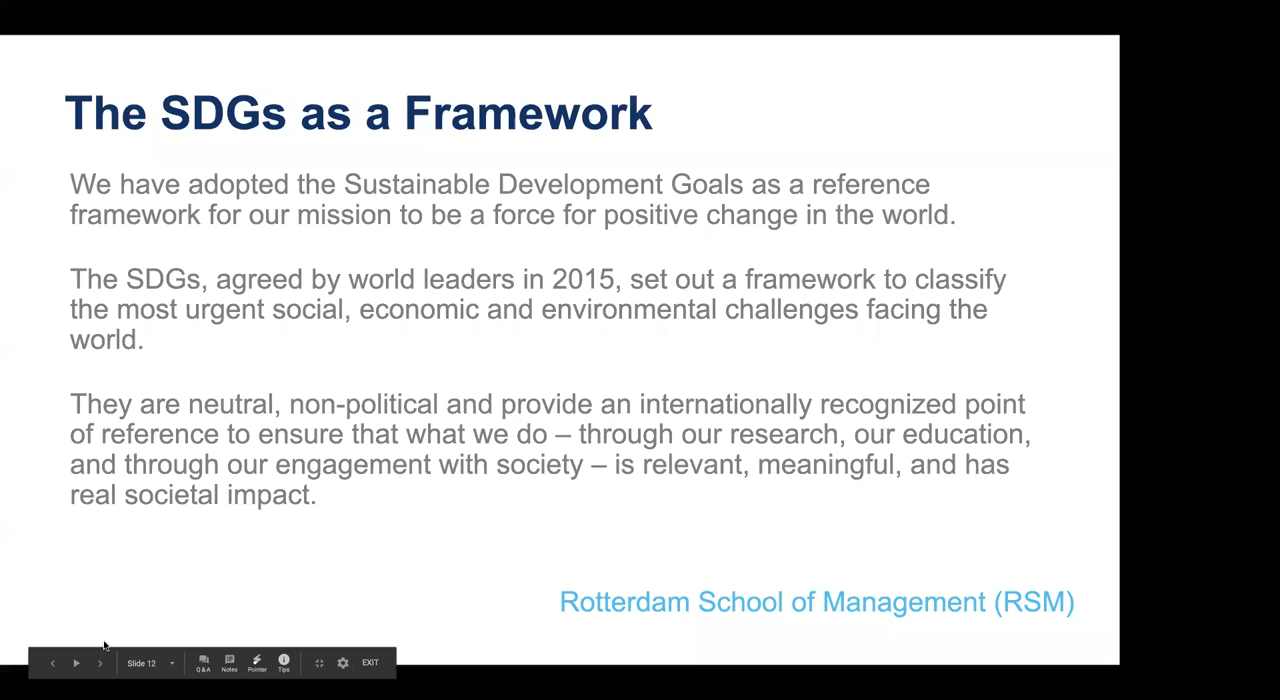 The SDGs as a Framework
We have adopted the Sustainable Development Goals as a reference
framework for our mission to be a force for positive change in the world.
The SDGs, agreed by world leaders in 2015, set out a framework to classify
the most urgent social, economic and environmental challenges facing the
world.
They are neutral, non-political and provide an internationally recognized point
of reference to ensure that what we do – through our research, our education,
and through our engagement with society – is relevant, meaningful, and has
real societal impact.
Rotterdam School of Management (RSM)
Slide 12
Q&A
Notes
Pointer
Tips
EXIT